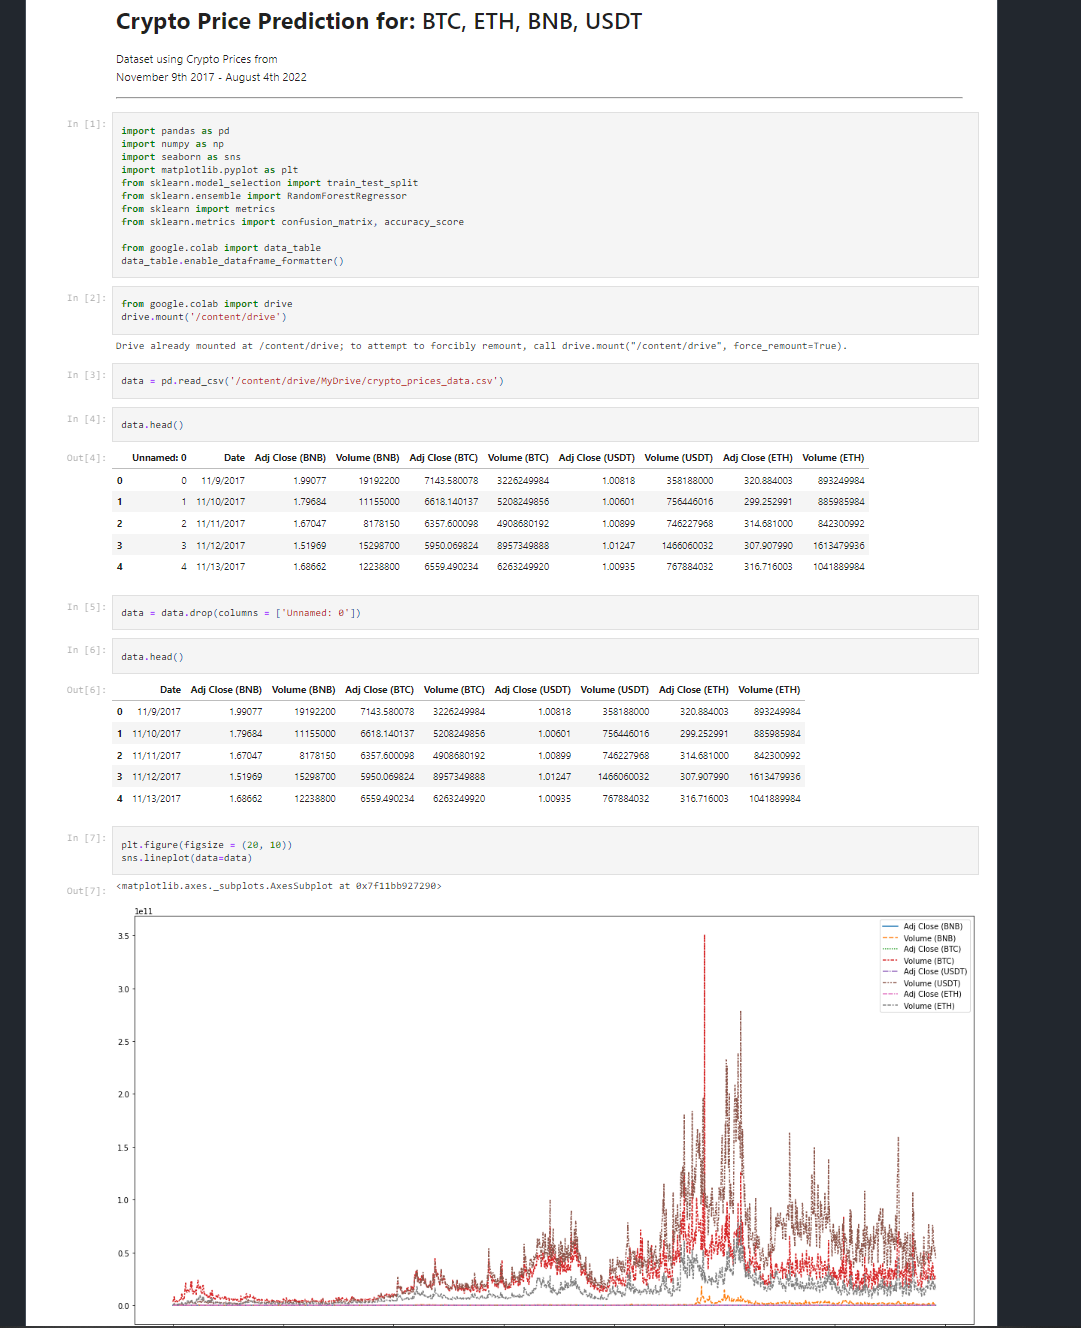 Crypto Price Prediction for: BTC, ETH, BNB, USDT
Dataset using Crypto Prices from
November 9th 2017 - August 4th 2022
In [1]:
import pandas as pd
import numpy as np
import seaborn as sns
import matplotlib.pyplot as plt
from sklearn.model_selection import train_test_split
from sklearn.ensemble import RandomForestRegressor
from sklearn import metrics
from sklearn.metrics import confusion_matrix, accuracy_score
from google.colab import data_table
data_table.enable_dataframe_formatter()
In [2]:
from google.colab import drive
drive.mount('/content/drive')
Drive already mounted at /content/drive; to attempt to forcibly remount, call drive.mount("/content/drive", force_remount=True).
In [3]:
data = pd.read_csv('/content/drive/MyDrive/crypto_prices_data.csv')
In [4]:
data.head()
Out[4]:
Unnamed: 0 Date Adj Close (BNB) Volume (BNB) Adj Close (BTC) Volume (BTC) Adj Close (USDT) Volume (USDT) Adj Close (ETH) Volume (ETH)
0 0 11/9/2017 1.99077 19192200 7143.580078 3226249984 1.00818 358188000 320.884003 893249984
1 1 11/10/2017 1.79684 11155000 6618.140137 5208249856 1.00601 756446016 299.252991 885985984
2 2 11/11/2017 1.67047 8178150 6357.600098 4908680192 1.00899 746227968 314.681000 842300992
3 3 11/12/2017 1.51969 15298700 5950.069824 8957349888 1.01247 1466060032 307.907990 1613479936
4 4 11/13/2017 1.68662 12238800 6559.490234 6263249920 1.00935 767884032 316.716003 1041889984
In [5]:
data = data.drop(columns = ['Unnamed: 0'])
In [6]:
data.head()
Out[6]:
Date Adj Close (BNB) Volume (BNB) Adj Close (BTC) Volume (BTC) Adj Close (USDT) Volume (USDT) Adj Close (ETH) Volume (ETH)
0 11/9/2017 1.99077 19192200 7143.580078 3226249984 1.00818 358188000 320.884003 893249984
1 11/10/2017 1.79684 11155000 6618.140137 5208249856 1.00601 756446016 299.252991 885985984
2 11/11/2017 1.67047 8178150 6357.600098 4908680192 1.00899 746227968 314.681000 842300992
3 11/12/2017 1.51969 15298700 5950.069824 8957349888 1.01247 1466060032 307.907990 1613479936
4 11/13/2017 1.68662 12238800 6559.490234 6263249920 1.00935 767884032 316.716003 1041889984
In [7]:
plt.figure(figsize = (20, 10))
sns.lineplot(data=data)
Out[7]:
<matplotlib.axes._subplots.AxesSubplot at 0x7f11bb927290>
1e11
Adj Close (BNB)
Volume (BNB)
Adj Close (BTC)
Volume (BTC)
Adj Close (USDT)
Volume (USDT)
Adj Close (ETH)
Volume (ETH)
3.5
3.0
2.5
2.0
1.5
1.0
0.5
0.0